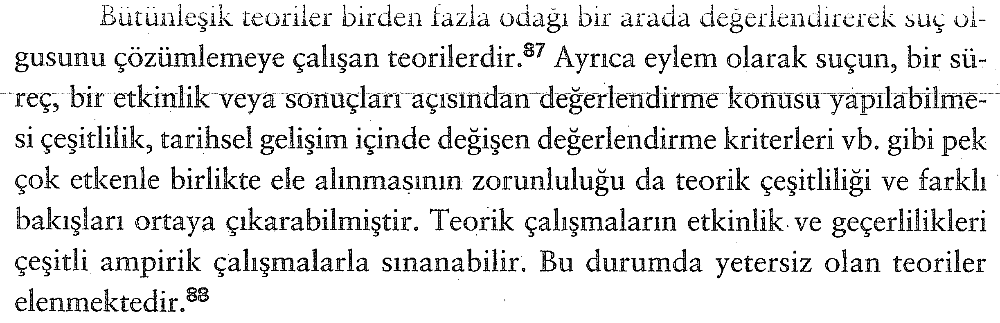 Bütünleşik teoriler birden fazla odağı bir arada değerlendirerek suç ol-
gusunu çözümlemeye çalışan teorilerdir.87 Ayrıca eylem olarak suçun, bir sü-
reç, bir etkinlik veya sonuçları açısından değerlendirme konusu yapılabilme-
si çeşitlilik, tarihsel gelişim içinde değişen değerlendirme kriterleri vb. gibi pek
çok etkenle birlikte ele alınmasının zorunluluğu da teorik çeşitliliği ve farklı
bakışları ortaya çıkarabilmiştir. Teorik çalışmaların etkinlik ve geçerlilikleri
çeşitli ampirik çalışmalarla sınanabilir. Bu durumda yetersiz olan teoriler
elenmektedir.88